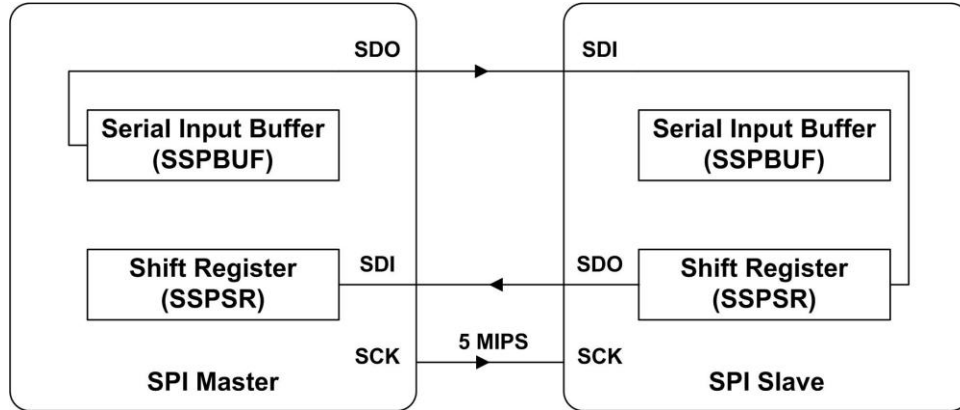 SDO
SDI
Serial Input Buffer
(SSPBUF)
Serial Input Buffer
(SSPBUF)
Shift Register
(SSPSR)
SDI
SDO
Shift Register
(SSPSR)
SCK
5 MIPS
SCK
SPI Master
SPI Slave